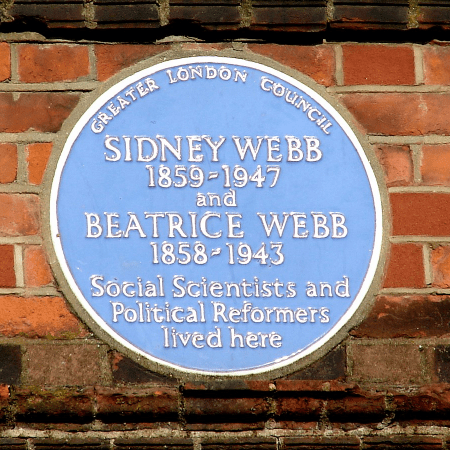 GREATER LONDON COUNCIL
SIDNEY WEBB
1859-1947
and
BEATRICE WEBB
1858-1943
Social Scientists and
Political Reformers
lived here